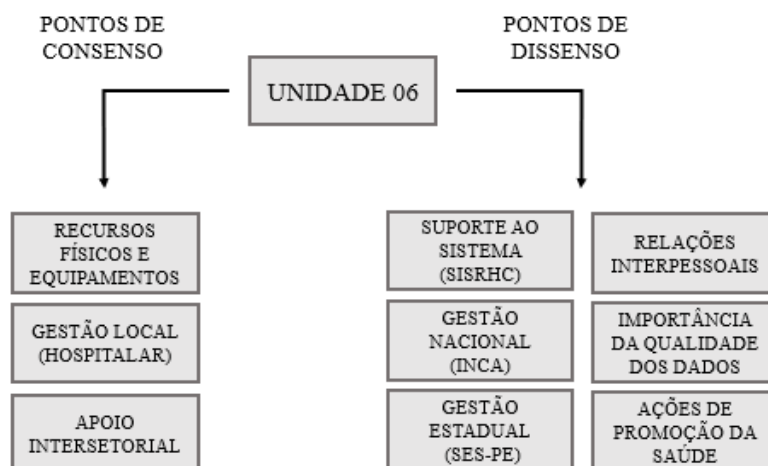 PONTOS DE
CONSENSO
PONTOS DE
DISSENSO
UNIDADE 06
RECURSOS
FÍSICOS E
EQUIPAMENTOS
GESTÃO LOCAL
(HOSPITALAR)
APOIO
INTERSETORIAL
SUPORTE AO
SISTEMA
(SISRHC)
GESTÃO
NACIONAL
(INCA)
GESTÃO
ESTADUAL
(SES-PE)
RELAÇÕES
INTERPESSOAIS
IMPORTÂNCIA
DA QUALIDADE
DOS DADOS
AÇÕES DE
PROMOÇÃO DA
SAÚDE